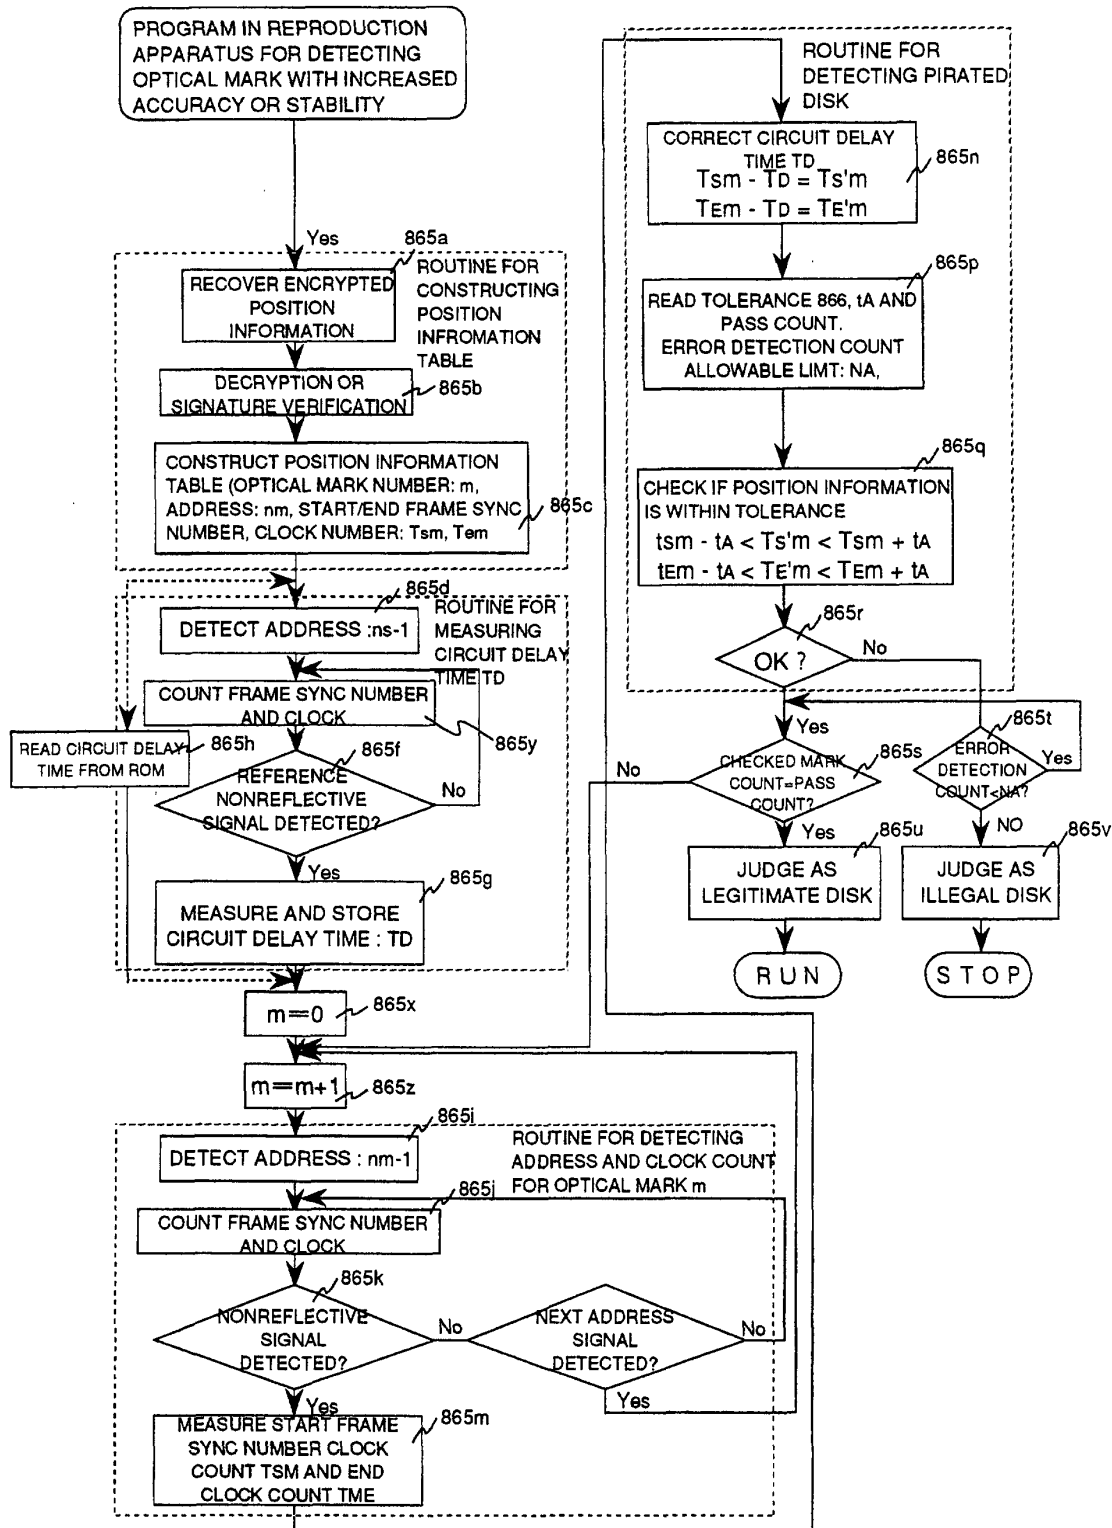 PROGRAM IN REPRODUCTION
APPARATUS FOR DETECTING
OPTICAL MARK WITH INCREASED
ACCURACY OR STABILITY
Yes
865a
RECOVER ENCRYPTED
POSITION
INFORMATION
ROUTINE FOR
CONSTRUCTING
POSITION
INFROMATION
TABLE
DECRYPTION OR
SIGNATURE VERIFICATION
865b
CONSTRUCT POSITION INFORMATION
TABLE (OPTICAL MARK NUMBER: m,
ADDRESS: nm, START/END FRAME SYNC
NUMBER, CLOCK NUMBER: Tsm, Tem
865c
865d
DETECT ADDRESS :ns-1
ROUTINE FOR
MEASURING
CIRCUIT DELAY
TIME TD
COUNT FRAME SYNC NUMBER
AND CLOCK
865y
READ CIRCUIT DELAY
TIME FROM ROM
865h
865f
REFERENCE
NONREFLECTIVE
SIGNAL DETECTED?
No
Yes
865g
MEASURE AND STORE
CIRCUIT DELAY TIME : TD
m=0
865x
m=m+1
865z
865i
DETECT ADDRESS : nm-1
ROUTINE FOR DETECTING
ADDRESS AND CLOCK COUNT
FOR OPTICAL MARK m
865j
COUNT FRAME SYNC NUMBER
AND CLOCK
865k
NONREFLECTIVE
SIGNAL
DETECTED?
No
NEXT ADDRESS
SIGNAL
DETECTED?
No
Yes
Yes
MEASURE START FRAME
SYNC NUMBER CLOCK
COUNT TSM AND END
CLOCK COUNT TME
865m
ROUTINE FOR
DETECTING PIRATED
DISK
CORRECT CIRCUIT DELAY
TIME TD
Tsm - TD = Ts'm
TEm - TD = TE'm
865n
865p
READ TOLERANCE 866, tA AND
PASS COUNT.
ERROR DETECTION COUNT
ALLOWABLE LIMT: NA,
865q
CHECK IF POSITION INFORMATION
IS WITHIN TOLERANCE
tsm - tA < Ts'm < Tsm + tA
tEm - tA < TE'm < TEm + tA
865r
OK ?
No
Yes
865s
CHECKED MARK
COUNT=PASS
COUNT?
No
Yes
865t
ERROR
DETECTION
COUNT<NA?
Yes
NO
865u
JUDGE AS
LEGITIMATE DISK
865v
JUDGE AS
ILLEGAL DISK
RUN
STOP